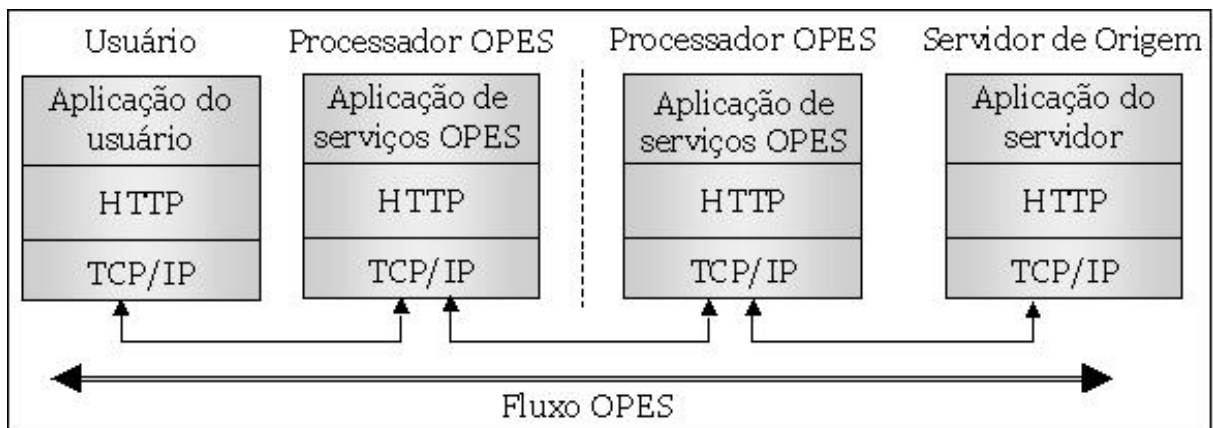 Usuário
Processador OPES
Processador OPES
Servidor de Origem
Aplicação do
usuário
HTTP
TCP/IP
Aplicação de
serviços OPES
HTTP
TCP/IP
Aplicação de
serviços OPES
HTTP
TCP/IP
Aplicação do
servidor
HTTP
TCP/IP
Fluxo OPES